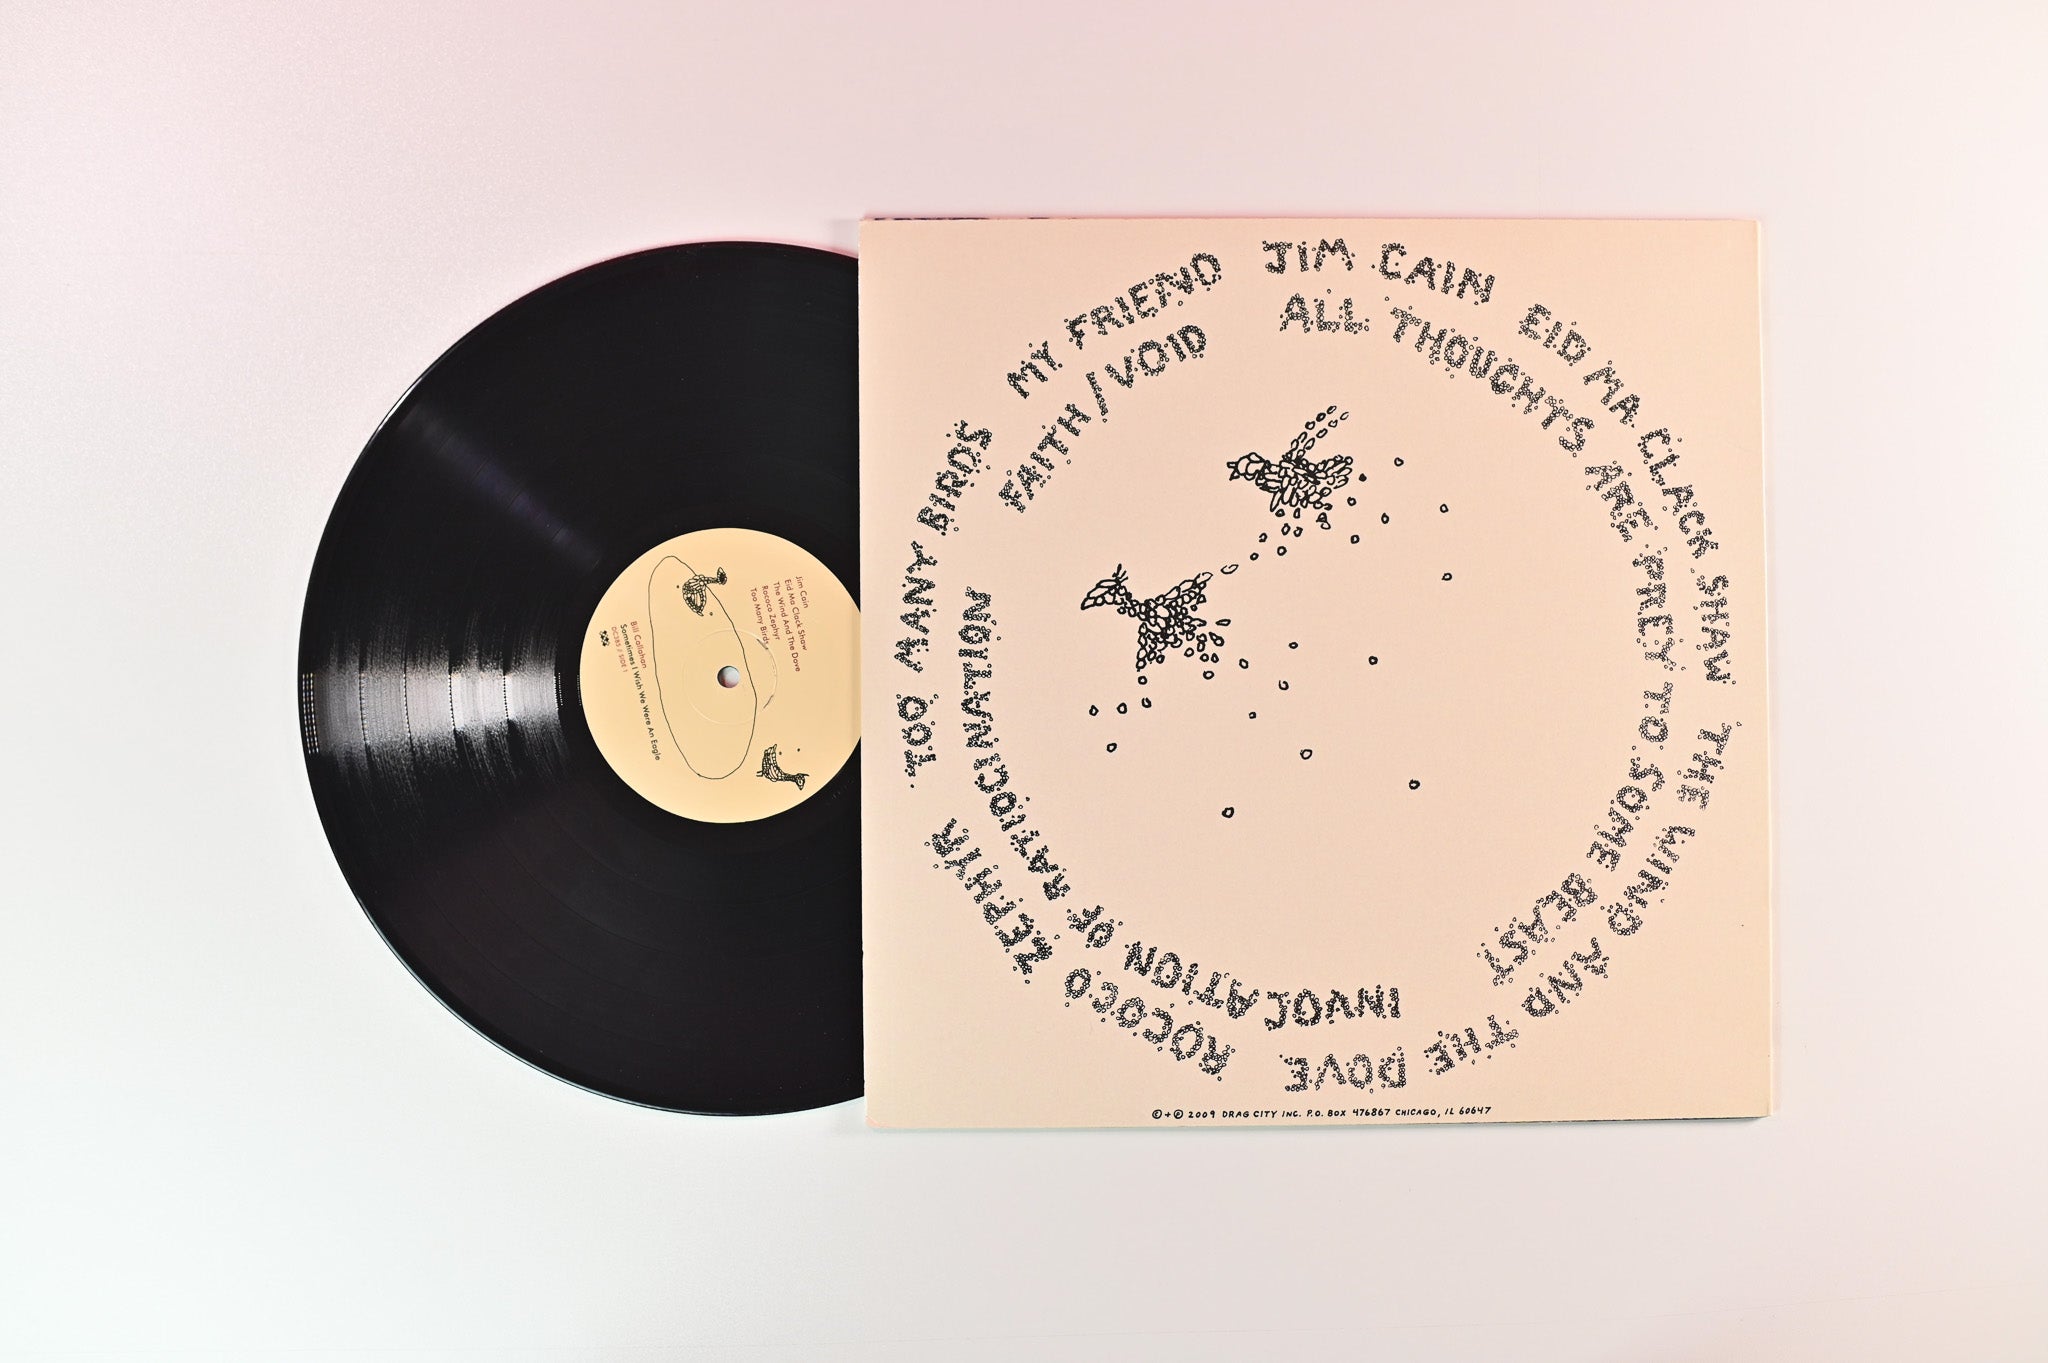 JIM CAIN
EID MA CLACK SHAW
THE WIND AND THE DOVE
ROCOCO ZEPHYR
TOO MANY BIRDS
MY FRIEND
ALL THOUGHTS ARE PREY TO SOME BEAST
INVOCATION OF RATIOCINATION
FAITH/VOID
©+℗ 2009 DRAG CITY INC. P.O. BOX 476867 CHICAGO, IL 60647
Jim Cain
Eid Ma Clack Shaw
The Wind And The Dove
Rococo Zephyr
Too Many Birds
Bill Callahan
Sometimes I Wish We Were An Eagle
DC385 // SIDE 1